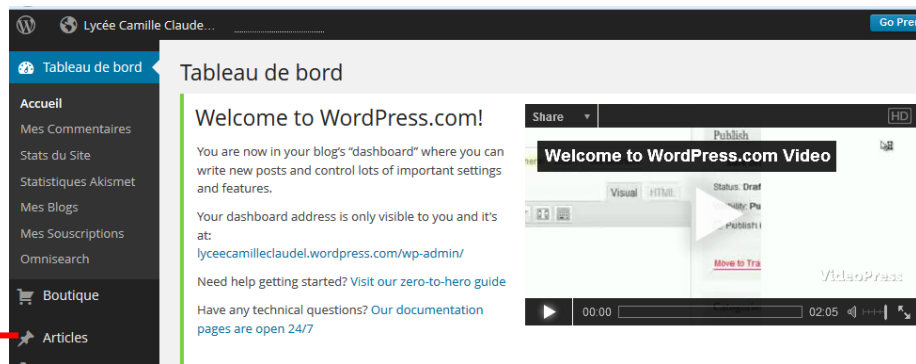 Lycée Camille Claude...
Go Pre
Tableau de bord
Accueil
Mes Commentaires
Stats du Site
Statistiques Akismet
Mes Blogs
Mes Souscriptions
Omnisearch
Boutique
Articles
Tableau de bord
Welcome to WordPress.com!
You are now in your blog's "dashboard" where you can
write new posts and control lots of important settings
and features.
Your dashboard address is only visible to you and it's
at:
lyceecamilleclaudel.wordpress.com/wp-admin/
Need help getting started? Visit our zero-to-hero guide
Have any technical questions? Our documentation
pages are open 24/7
Share
HD
Publish
Welcome to WordPress.com Video
Visual HTML
Status: Draf
Pu
Publish i
Move to Tra
VideoPress
00:00
02:05